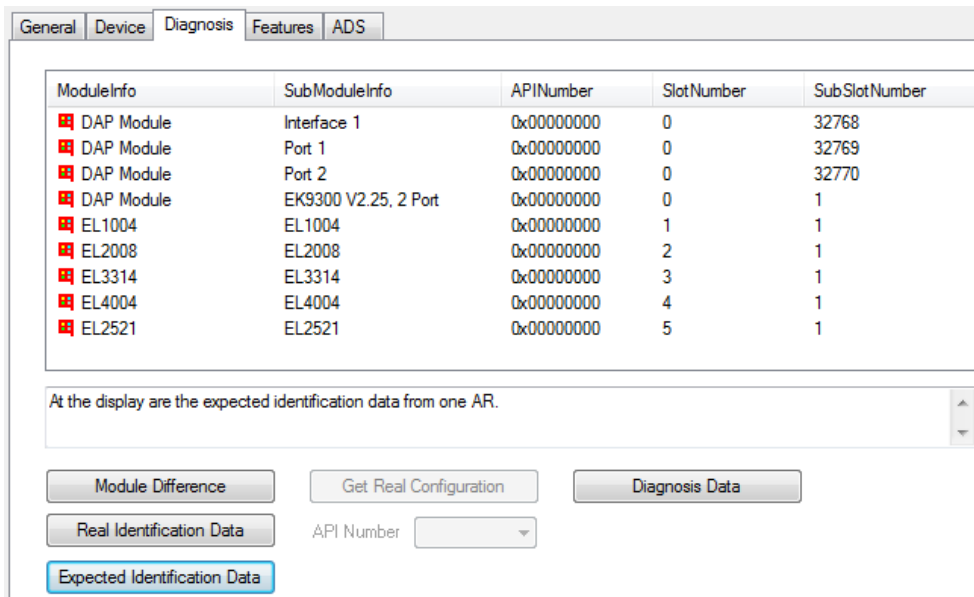 General Device Diagnosis Features ADS
ModuleInfo SubModuleInfo APINumber SlotNumber SubSlotNumber
DAP Module Interface 1 0x00000000 0 32768
DAP Module Port 1 0x00000000 0 32769
DAP Module Port 2 0x00000000 0 32770
DAP Module EK9300 V2.25, 2 Port 0x00000000 0 1
EL1004 EL1004 0x00000000 1 1
EL2008 EL2008 0x00000000 2 1
EL3314 EL3314 0x00000000 3 1
EL4004 EL4004 0x00000000 4 1
EL2521 EL2521 0x00000000 5 1
At the display are the expected identification data from one AR.
Module Difference Get Real Configuration Diagnosis Data
Real Identification Data API Number
Expected Identification Data